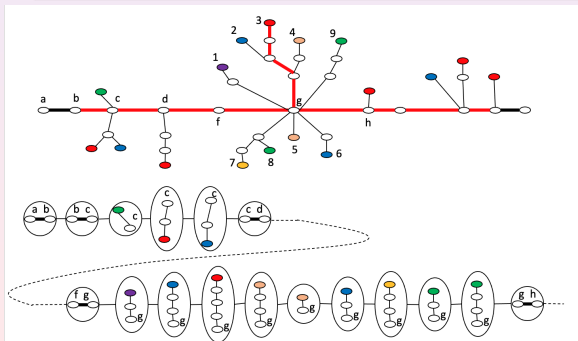 3
2 4 9
1
g
a b c d f h
7 8 5 6
c c
a b b c c c d
f g g h
g g g g g g g g g